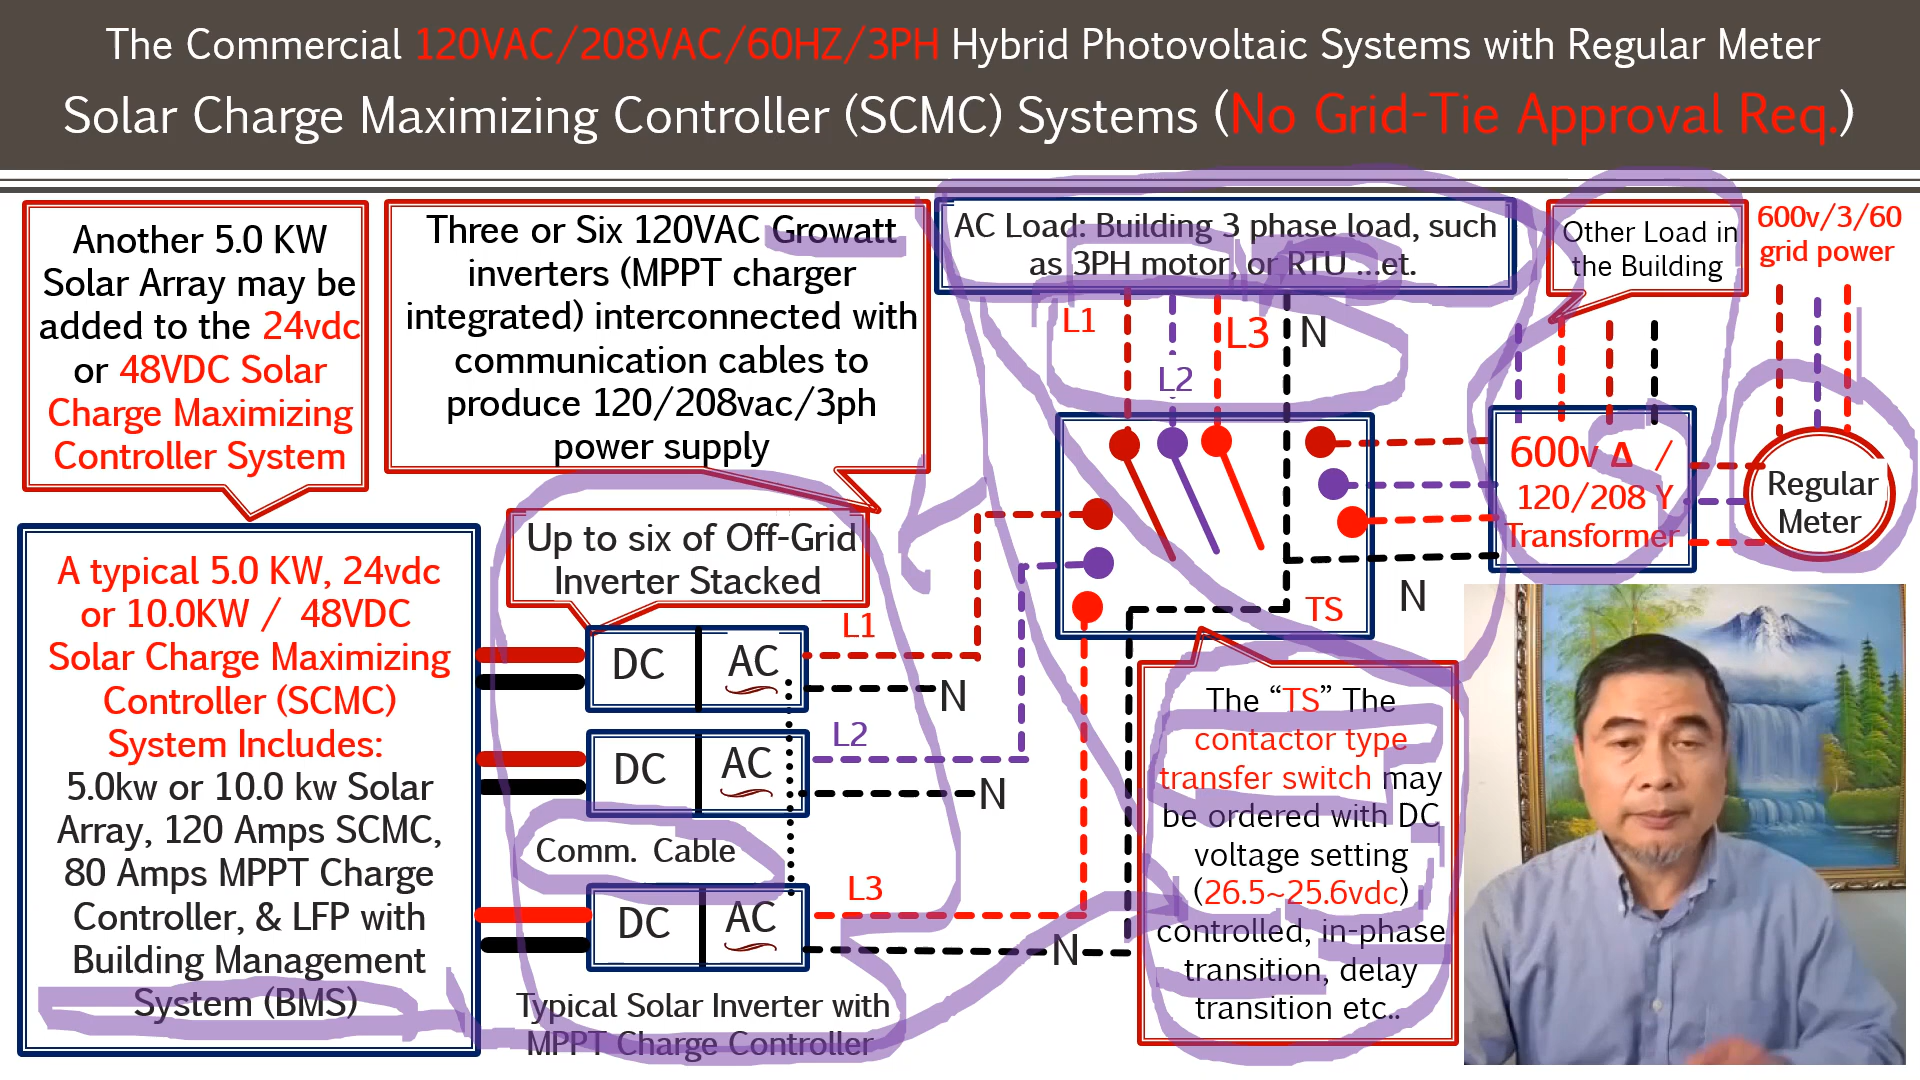 The Commercial 120VAC/208VAC/60HZ/3PH Hybrid Photovoltaic Systems with Regular Meter
Solar Charge Maximizing Controller (SCMC) Systems (No Grid-Tie Approval Req.)
Another 5.0 KW
Solar Array may be
added to the 24vdc
or 48VDC Solar
Charge Maximizing
Controller System
Three or Six 120VAC Growatt
inverters (MPPT charger
integrated) interconnected with
communication cables to
produce 120/208vac/3ph
power supply
AC Load: Building 3 phase load, such
as 3PH motor, or RTU ...et.
Other Load in
the Building
600v/3/60
grid power
L1
L2
L3
N
600v Δ /
120/208 Y
Transformer
Regular
Meter
TS
N
A typical 5.0 KW, 24vdc
or 10.0KW / 48VDC
Solar Charge Maximizing
Controller (SCMC)
System Includes:
5.0kw or 10.0 kw Solar
Array, 120 Amps SCMC,
80 Amps MPPT Charge
Controller, & LFP with
Building Management
System (BMS)
Up to six of Off-Grid
Inverter Stacked
DC
AC
L1
N
DC
AC
L2
N
Comm. Cable
DC
AC
L3
N
Typical Solar Inverter with
MPPT Charge Controller
The "TS" The
contactor type
transfer switch may
be ordered with DC
voltage setting
(26.5~25.6vdc)
controlled, in-phase
transition, delay
transition etc..